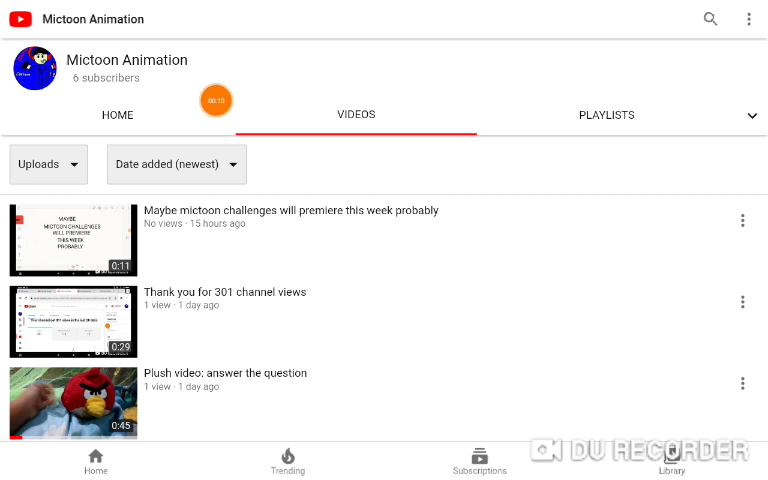 Mictoon Animation
Mictoon Animation
6 subscribers
00:10
HOME
VIDEOS
PLAYLISTS
Uploads
Date added (newest)
MAYBE
MICTOON CHALLENGES
WILL PREMIERE
THIS WEEK
PROBABLY
0:11
Maybe mictoon challenges will premiere this week probably
No views · 15 hours ago
0:29
Thank you for 301 channel views
1 view · 1 day ago
0:45
Plush video: answer the question
1 view · 1 day ago
DU RECORDER
Home
Trending
Subscriptions
Library